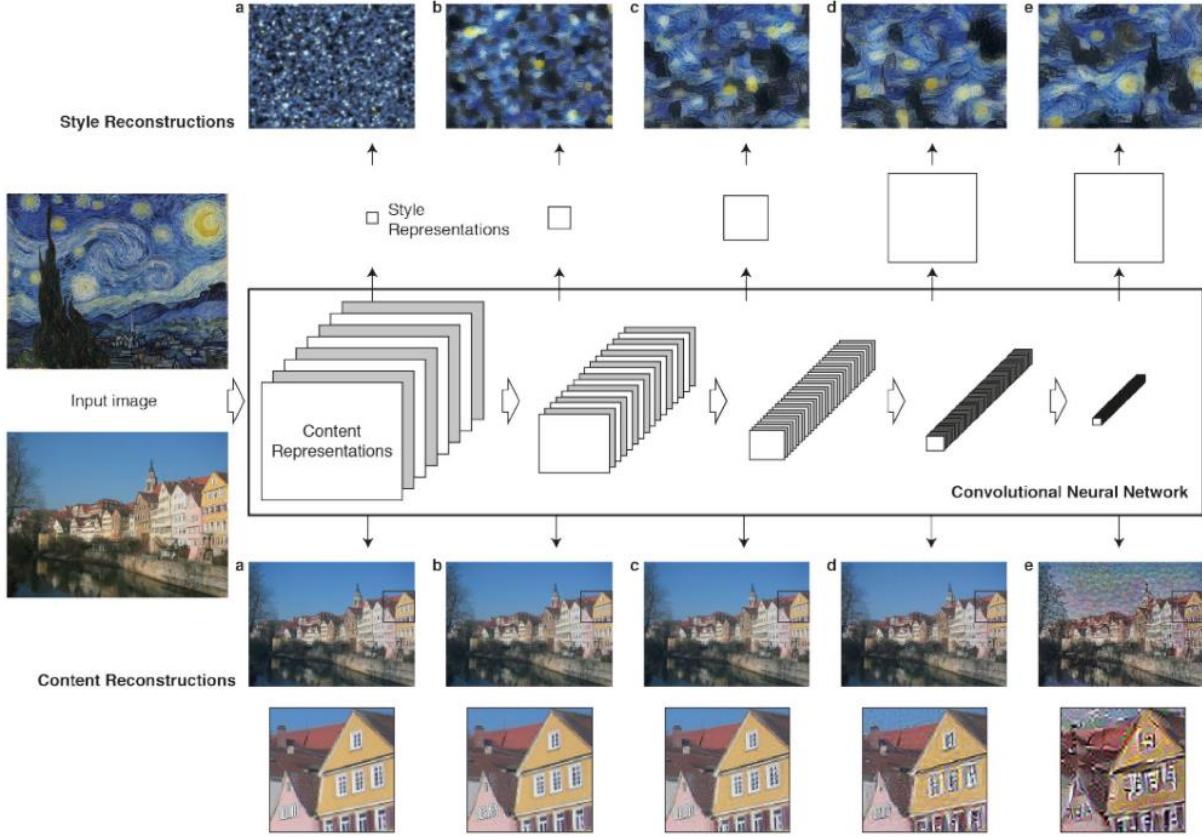 a b c d e
Style Reconstructions
Style
Representations
Input image
Content
Representations
Convolutional Neural Network
a b c d e
Content Reconstructions